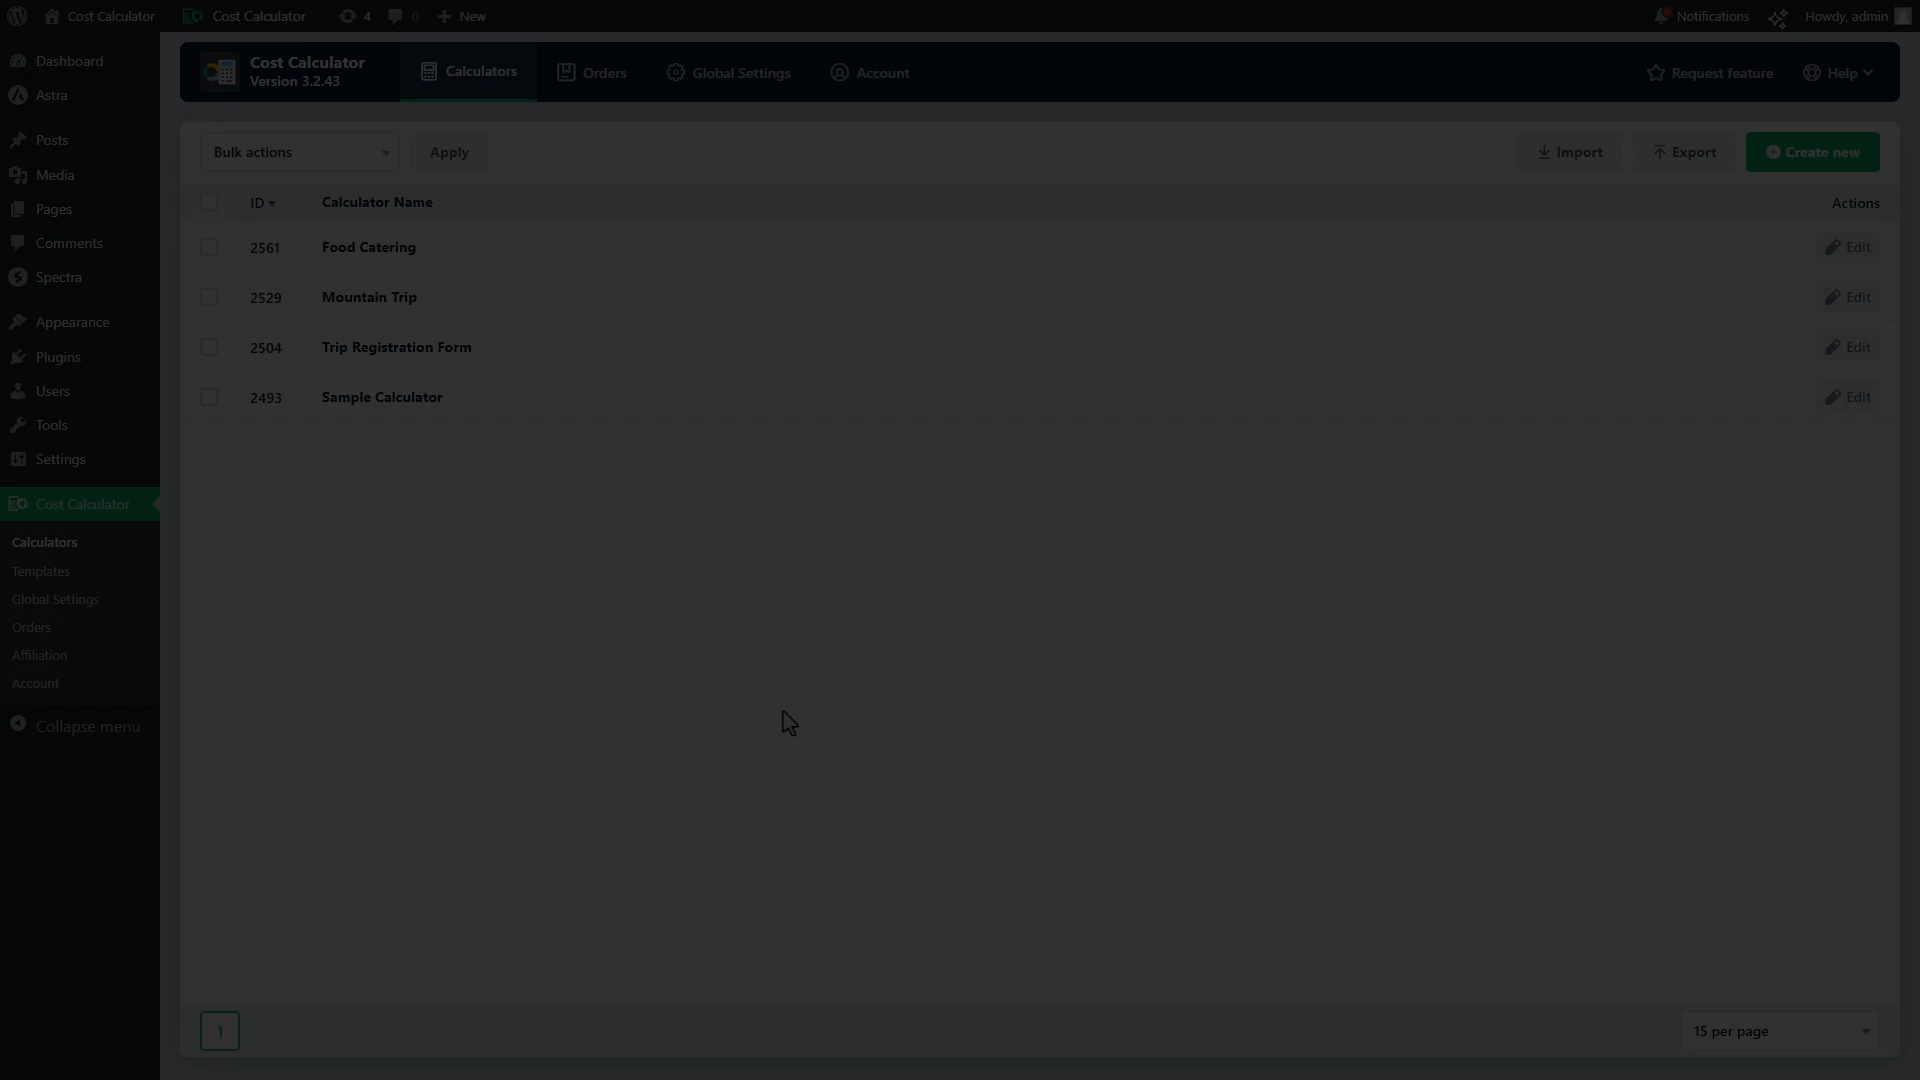 Cost Calculator
Cost Calculator
4
0
New
Notifications
Howdy, admin
Dashboard
Astra
Posts
Media
Pages
Comments
Spectra
Appearance
Plugins
Users
Tools
Settings
Cost Calculator
Calculators
Templates
Global Settings
Orders
Affiliation
Account
Collapse menu
Cost Calculator
Version 3.2.43
Calculators
Orders
Global Settings
Account
Request feature
Help
Bulk actions
Apply
Import
Export
Create new
ID
Calculator Name
Actions
2561 Food Catering Edit
2529 Mountain Trip Edit
2504 Trip Registration Form Edit
2493 Sample Calculator Edit
1
15 per page